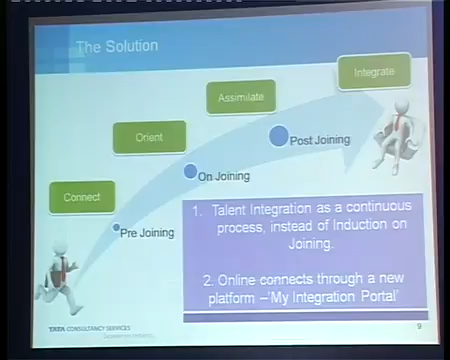 The Solution
Integrate
Assimilate
Orient
Connect
Post Joining
On Joining
Pre Joining
1. Talent Integration as a continuous
process, instead of Induction on
Joining.
2. Online connects through a new
platform –'My Integration Portal'
TATA CONSULTANCY SERVICES
9